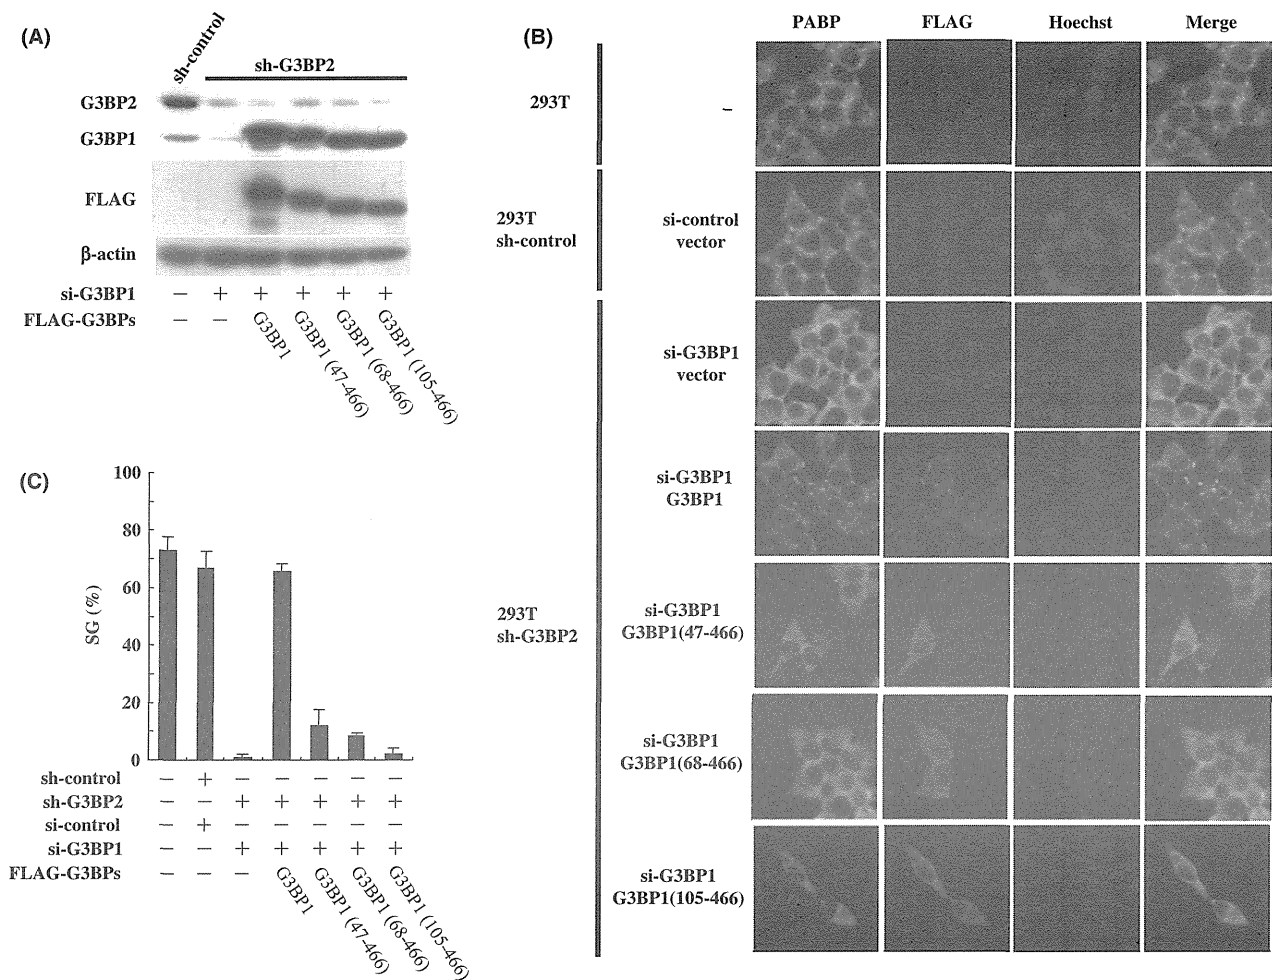 (A)
sh-control
sh-G3BP2
G3BP2
G3BP1
FLAG
β-actin
si-G3BP1 − + + + + +
FLAG-G3BPs − − G3BP1 G3BP1 (47-466) G3BP1 (68-466) G3BP1 (105-466)
(B)
PABP FLAG Hoechst Merge
293T
−
293T
sh-control
si-control
vector
293T
sh-G3BP2
si-G3BP1
vector
si-G3BP1
G3BP1
si-G3BP1
G3BP1(47-466)
si-G3BP1
G3BP1(68-466)
si-G3BP1
G3BP1(105-466)
(C)
SG (%)
100
80
60
40
20
0
sh-control − + − − − − −
sh-G3BP2 − − + + + + +
si-control − + − − − − −
si-G3BP1 − − + + + + +
FLAG-G3BPs − − − G3BP1 G3BP1 (47-466) G3BP1 (68-466) G3BP1 (105-466)